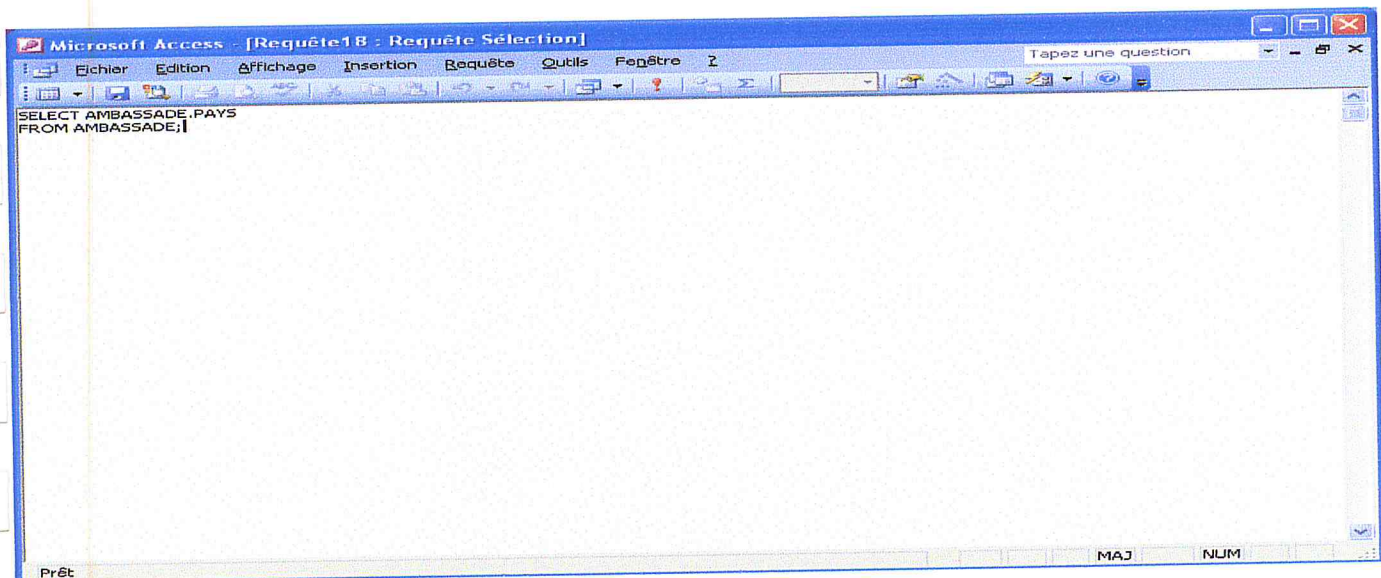 Microsoft Access - [Requête1B : Requête Sélection]
Fichier Edition Affichage Insertion Requête Outils Fenêtre ? Tapez une question
SELECT AMBASSADE.PAYS
FROM AMBASSADE;
Prêt MAJ NUM